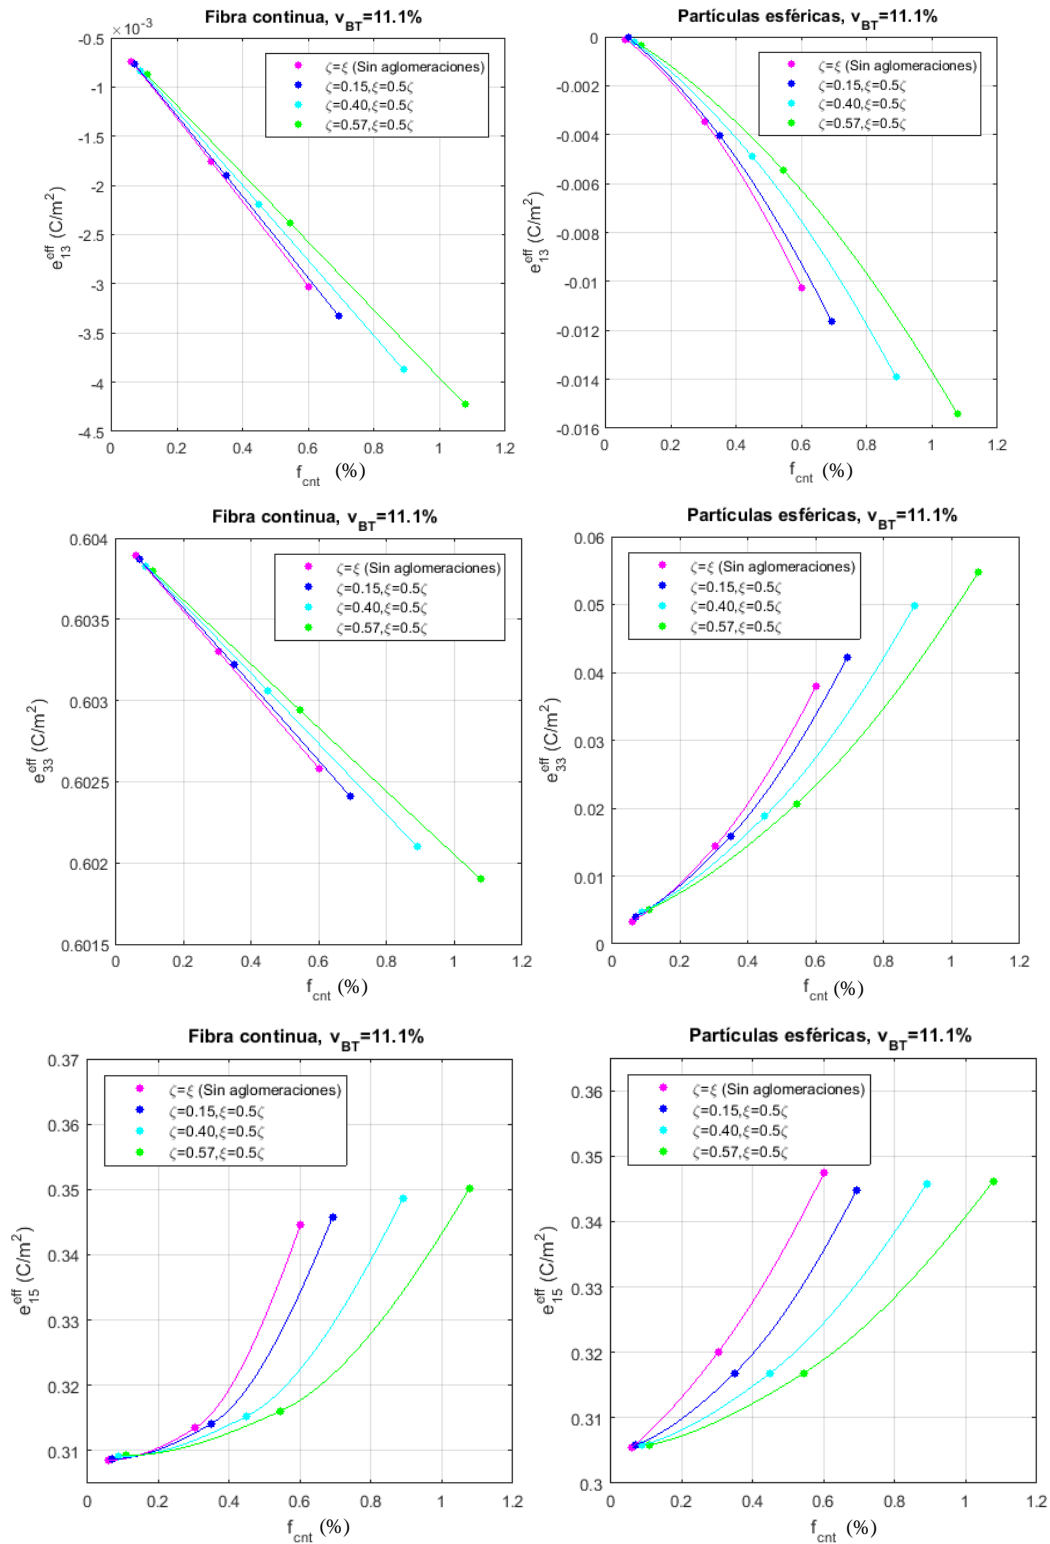 Fibra continua, v_BT=11.1%
×10^-3
-0.5
-1
-1.5
-2
-2.5
-3
-3.5
-4
-4.5
e_13^eff (C/m^2)
ζ=ξ (Sin aglomeraciones)
ζ=0.15,ξ=0.5ζ
ζ=0.40,ξ=0.5ζ
ζ=0.57,ξ=0.5ζ
0 0.2 0.4 0.6 0.8 1 1.2
f_cnt (%)
Partículas esféricas, v_BT=11.1%
0
-0.002
-0.004
-0.006
-0.008
-0.01
-0.012
-0.014
-0.016
e_13^eff (C/m^2)
ζ=ξ (Sin aglomeraciones)
ζ=0.15,ξ=0.5ζ
ζ=0.40,ξ=0.5ζ
ζ=0.57,ξ=0.5ζ
0 0.2 0.4 0.6 0.8 1 1.2
f_cnt (%)
Fibra continua, v_BT=11.1%
0.604
0.6035
0.603
0.6025
0.602
0.6015
e_33^eff (C/m^2)
ζ=ξ (Sin aglomeraciones)
ζ=0.15,ξ=0.5ζ
ζ=0.40,ξ=0.5ζ
ζ=0.57,ξ=0.5ζ
0 0.2 0.4 0.6 0.8 1 1.2
f_cnt (%)
Partículas esféricas, v_BT=11.1%
0.06
0.05
0.04
0.03
0.02
0.01
0
e_33^eff (C/m^2)
ζ=ξ (Sin aglomeraciones)
ζ=0.15,ξ=0.5ζ
ζ=0.40,ξ=0.5ζ
ζ=0.57,ξ=0.5ζ
0 0.2 0.4 0.6 0.8 1 1.2
f_cnt (%)
Fibra continua, v_BT=11.1%
0.37
0.36
0.35
0.34
0.33
0.32
0.31
e_15^eff (C/m^2)
ζ=ξ (Sin aglomeraciones)
ζ=0.15,ξ=0.5ζ
ζ=0.40,ξ=0.5ζ
ζ=0.57,ξ=0.5ζ
0 0.2 0.4 0.6 0.8 1 1.2
f_cnt (%)
Partículas esféricas, v_BT=11.1%
0.36
0.35
0.34
0.33
0.32
0.31
0.3
e_15^eff (C/m^2)
ζ=ξ (Sin aglomeraciones)
ζ=0.15,ξ=0.5ζ
ζ=0.40,ξ=0.5ζ
ζ=0.57,ξ=0.5ζ
0 0.2 0.4 0.6 0.8 1 1.2
f_cnt (%)